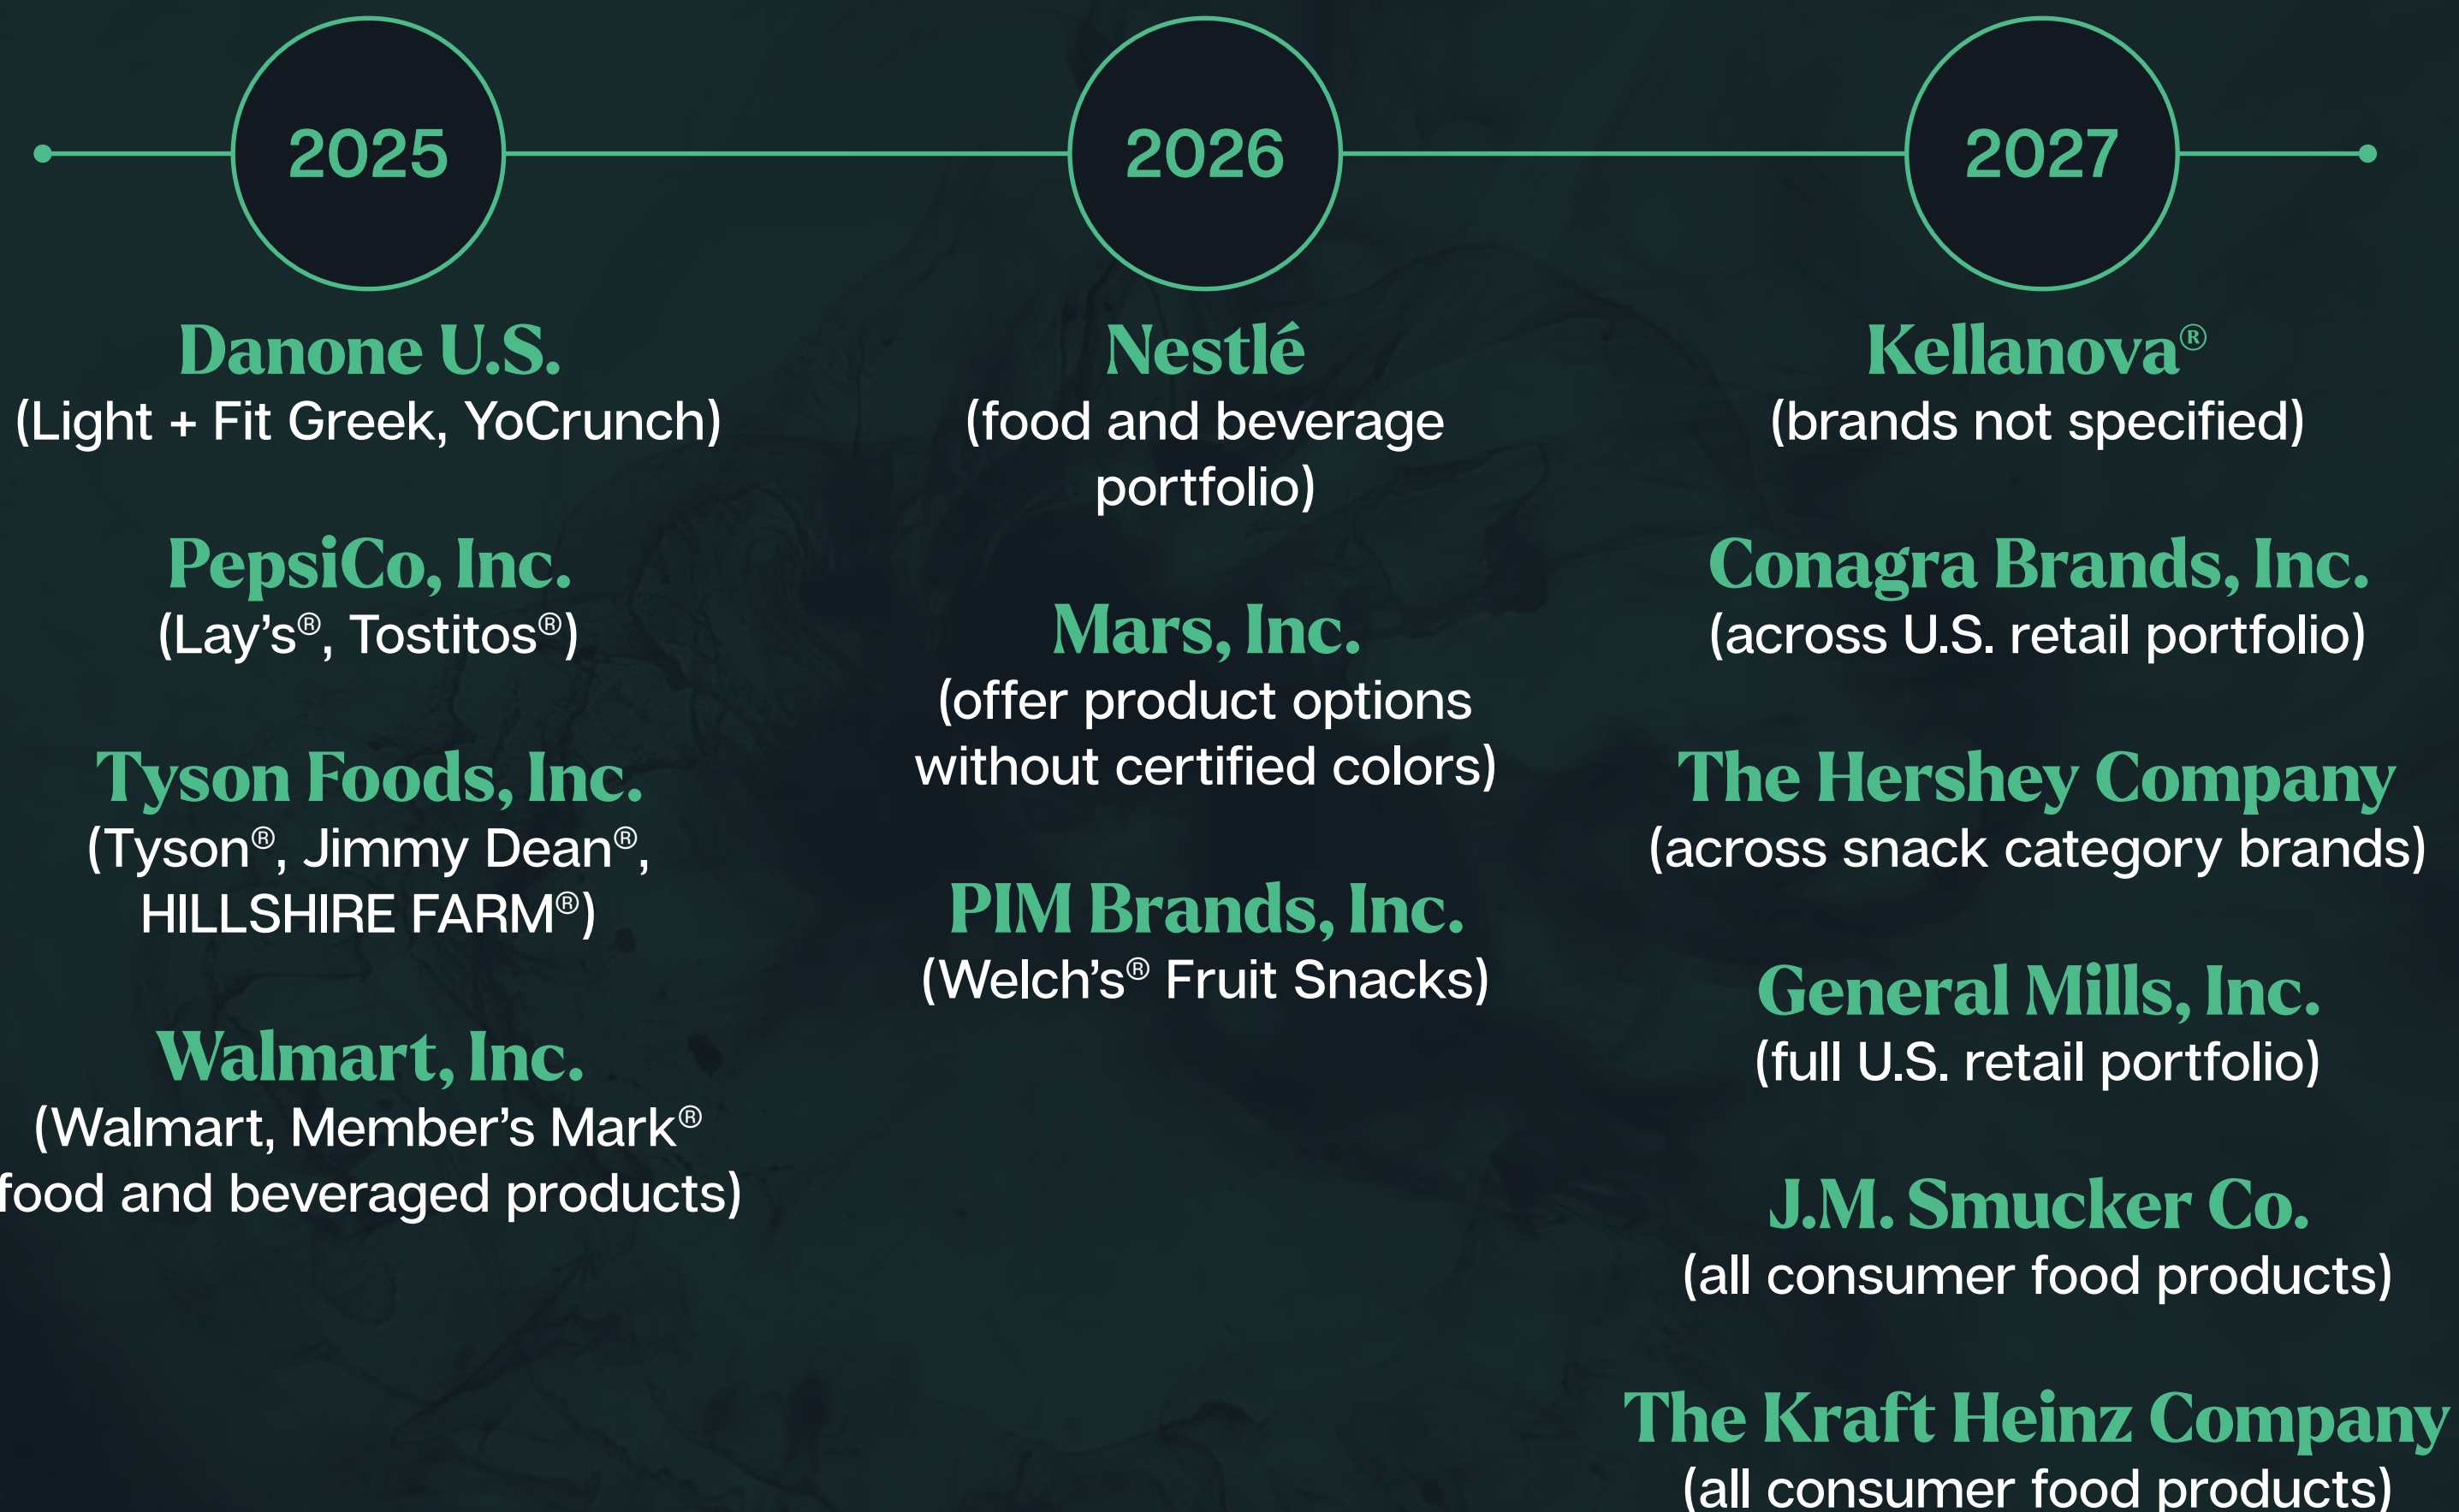 2025
Danone U.S.
(Light + Fit Greek, YoCrunch)
PepsiCo, Inc.
(Lay’s®, Tostitos®)
Tyson Foods, Inc.
(Tyson®, Jimmy Dean®,
HILLSHIRE FARM®)
Walmart, Inc.
(Walmart, Member’s Mark®
food and beveraged products)
2026
Nestlé
(food and beverage
portfolio)
Mars, Inc.
(offer product options
without certified colors)
PIM Brands, Inc.
(Welch’s® Fruit Snacks)
2027
Kellanova®
(brands not specified)
Conagra Brands, Inc.
(across U.S. retail portfolio)
The Hershey Company
(across snack category brands)
General Mills, Inc.
(full U.S. retail portfolio)
J.M. Smucker Co.
(all consumer food products)
The Kraft Heinz Company
(all consumer food products)